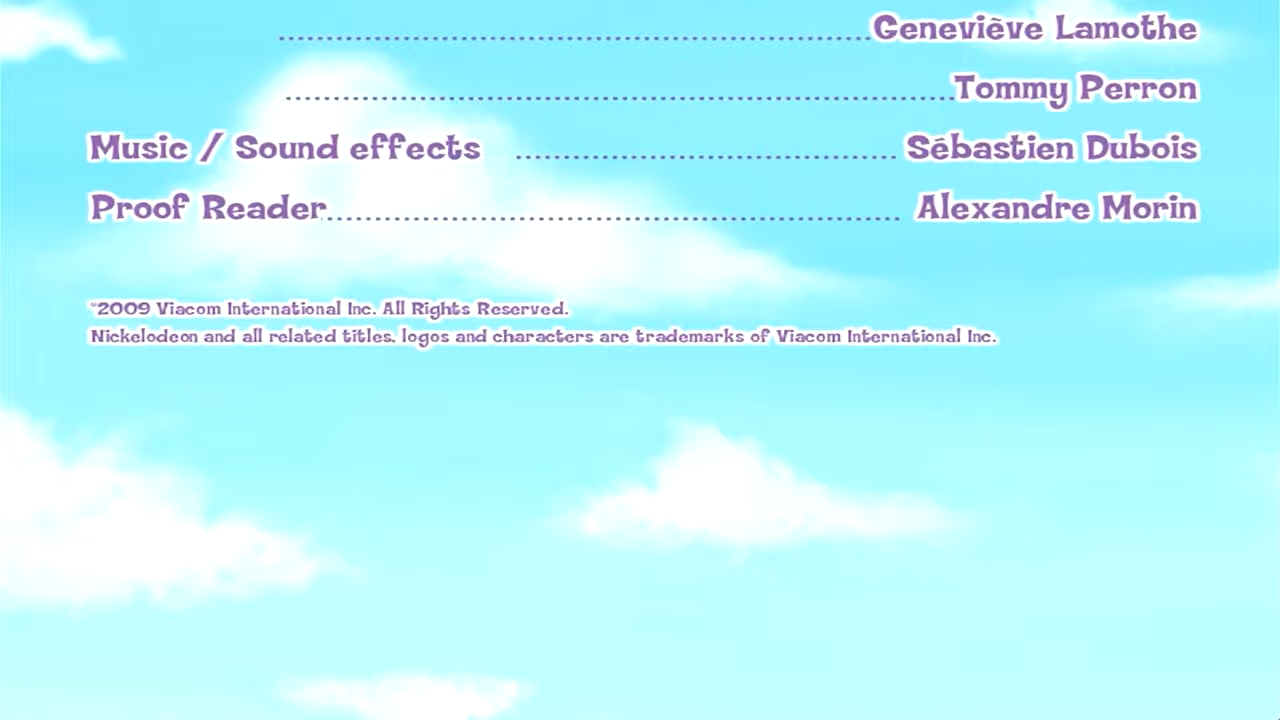 ........................................................................Geneviève Lamothe
.................................................................................Tommy Perron
Music / Sound effects .............................................. Sébastien Dubois
Proof Reader..................................................................... Alexandre Morin
©2009 Viacom International Inc. All Rights Reserved.
Nickelodeon and all related titles, logos and characters are trademarks of Viacom International Inc.